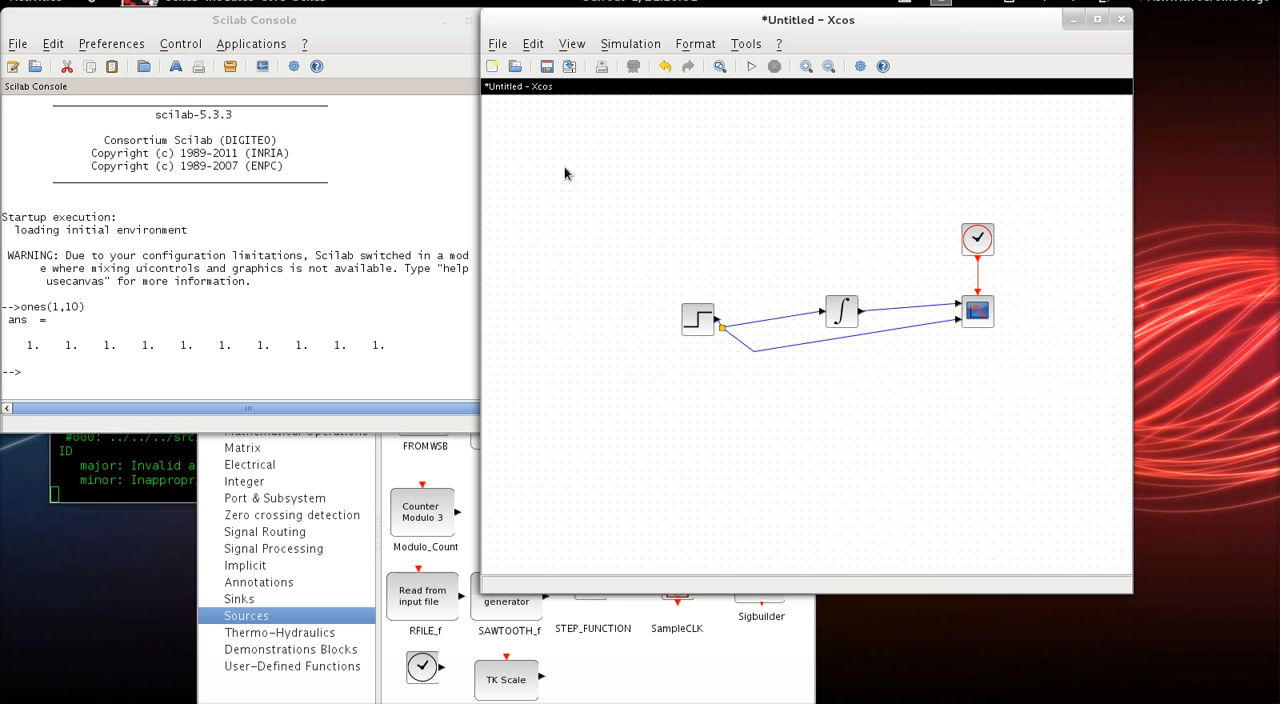 Scilab Console
File Edit Preferences Control Applications ?
Scilab Console
scilab-5.3.3
Consortium Scilab (DIGITEO)
Copyright (c) 1989-2011 (INRIA)
Copyright (c) 1989-2007 (ENPC)
Startup execution:
loading initial environment
WARNING: Due to your configuration limitations, Scilab switched in a mod
e where mixing uicontrols and graphics is not available. Type "help
usecanvas" for more information.
-->ones(1,10)
ans =
1. 1. 1. 1. 1. 1. 1. 1. 1. 1.
-->
*Untitled - Xcos
File Edit View Simulation Format Tools ?
*Untitled - Xcos
#000: ../../../src
ID
major: Invalid a
minor: Inappropr
Matrix
Electrical
Integer
Port & Subsystem
Zero crossing detection
Signal Routing
Signal Processing
Implicit
Annotations
Sinks
Sources
Thermo-Hydraulics
Demonstrations Blocks
User-Defined Functions
FROMWSB
Counter
Modulo 3
Modulo_Count
Read from
input file
generator
RFILE_f
SAWTOOTH_f
STEP_FUNCTION
SampleCLK
Sigbuilder
TK Scale